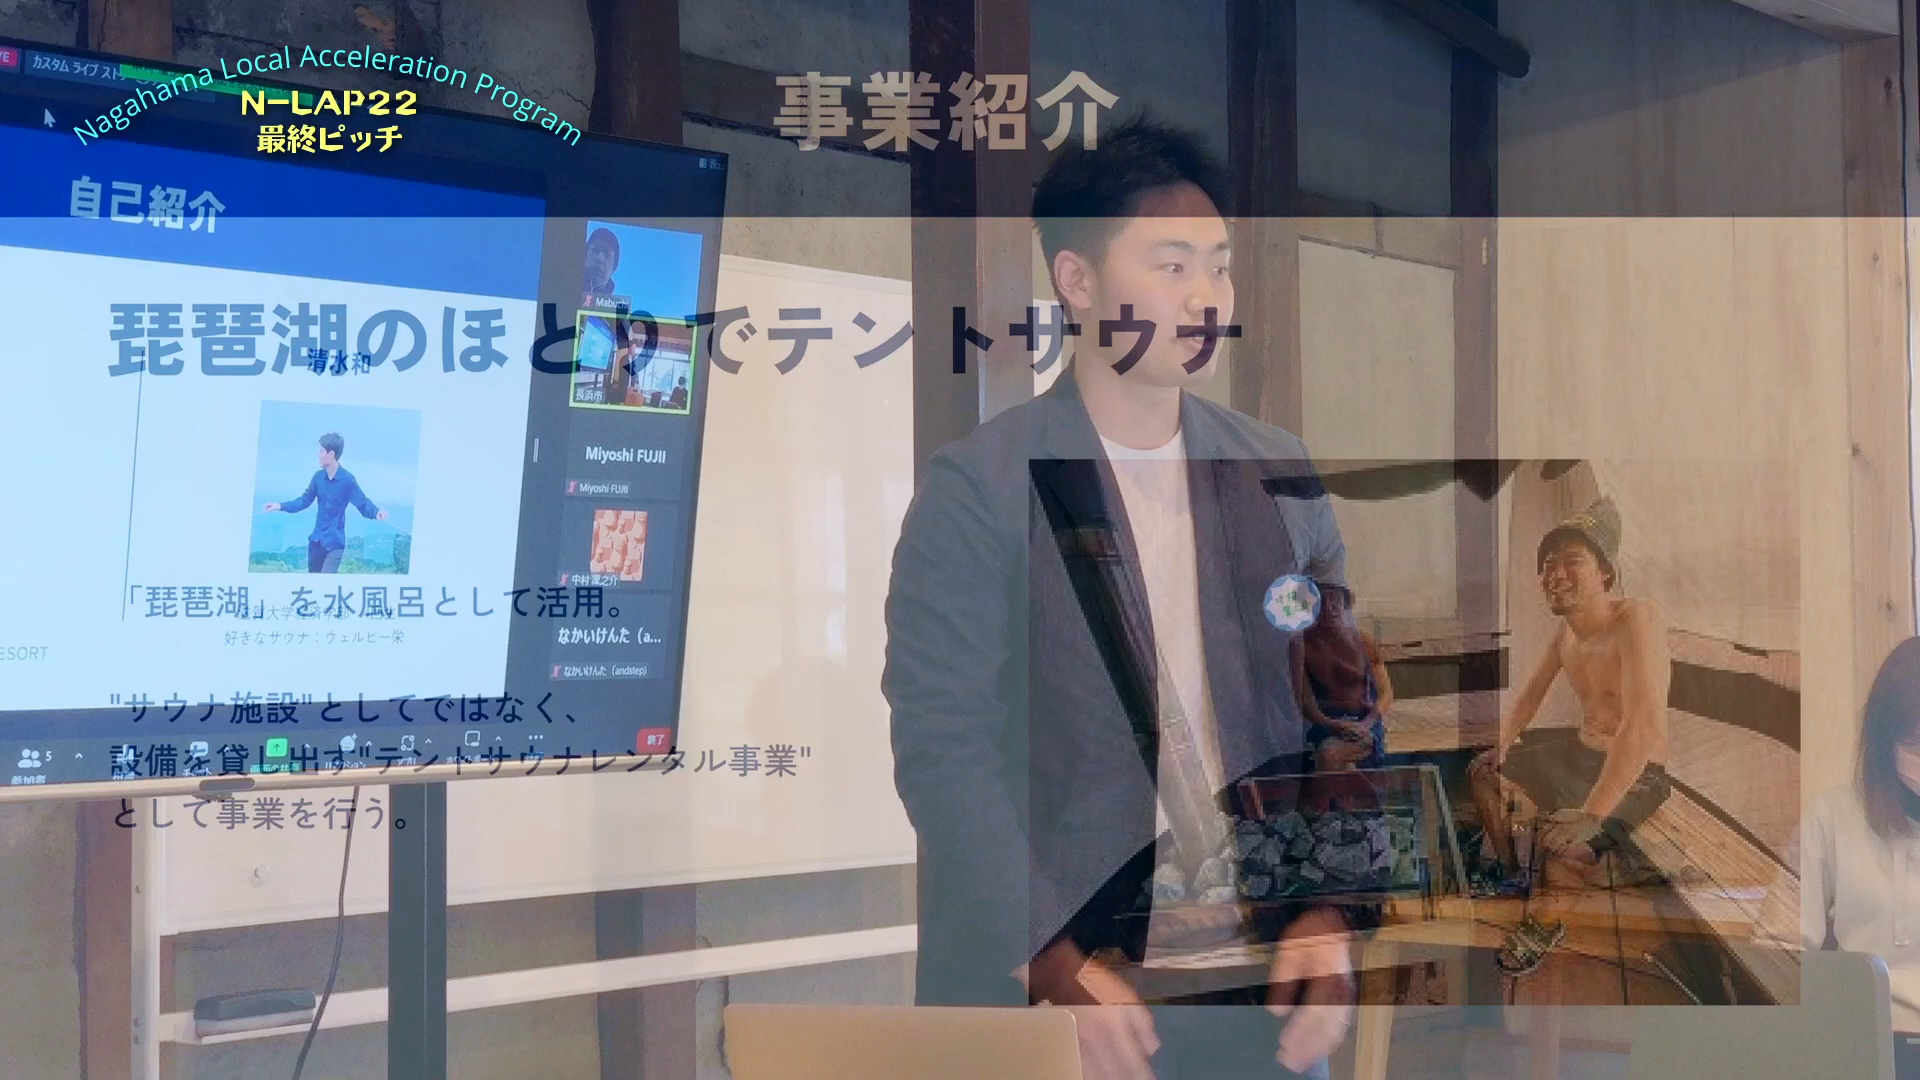 Nagahama Local Acceleration Program
N-LAP22
最終ピッチ
カスタム ライブ スト
事業紹介
自己紹介
琵琶湖のほとりでテントサウナ
清水和
Mabuchi
長浜市
Miyoshi FUJII
Miyoshi FUJII
中村
「琵琶湖」を水風呂として活用。
好きなサウナ：ウェルビー栄
なかいけんた（a...
なかいけんた（andstep）
ESORT
"サウナ施設"としてではなく、
設備を貸し出す"テントサウナレンタル事業"
として事業を行う。
5
参加者
終了